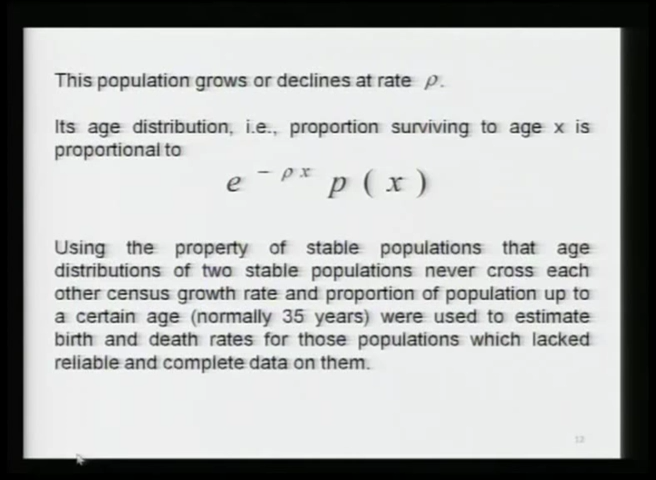 This population grows or declines at rate ρ.
Its age distribution, i.e., proportion surviving to age x is
proportional to
e^{-ρx} p(x)
Using the property of stable populations that age
distributions of two stable populations never cross each
other census growth rate and proportion of population up to
a certain age (normally 35 years) were used to estimate
birth and death rates for those populations which lacked
reliable and complete data on them.